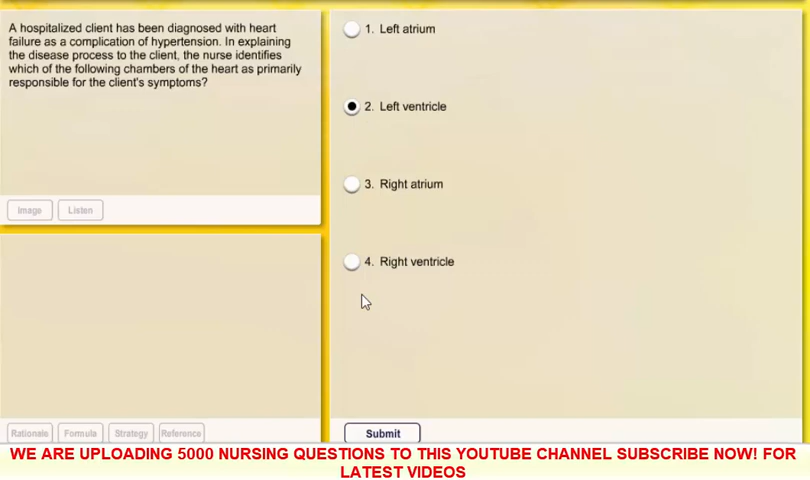 A hospitalized client has been diagnosed with heart
failure as a complication of hypertension. In explaining
the disease process to the client, the nurse identifies
which of the following chambers of the heart as primarily
responsible for the client's symptoms?
Image Listen
1. Left atrium
2. Left ventricle
3. Right atrium
4. Right ventricle
Rationale Formula Strategy Reference
Submit
WE ARE UPLOADING 5000 NURSING QUESTIONS TO THIS YOUTUBE CHANNEL SUBSCRIBE NOW! FOR
LATEST VIDEOS